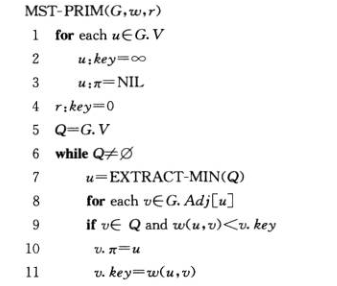 MST-PRIM(G,w,r)
1 for each u∈G.V
2 u:key=∞
3 u:π=NIL
4 r:key=0
5 Q=G.V
6 while Q≠∅
7 u=EXTRACT-MIN(Q)
8 for each v∈G.Adj[u]
9 if v∈ Q and w(u,v)<v. key
10 v. π=u
11 v. key=w(u,v)